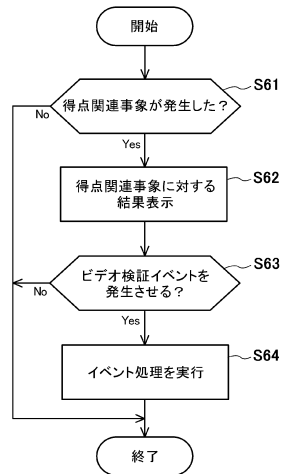 開始
S61
得点関連事象が発生した？
No
Yes
S62
得点関連事象に対する
結果表示
S63
ビデオ検証イベントを
発生させる？
No
Yes
S64
イベント処理を実行
終了